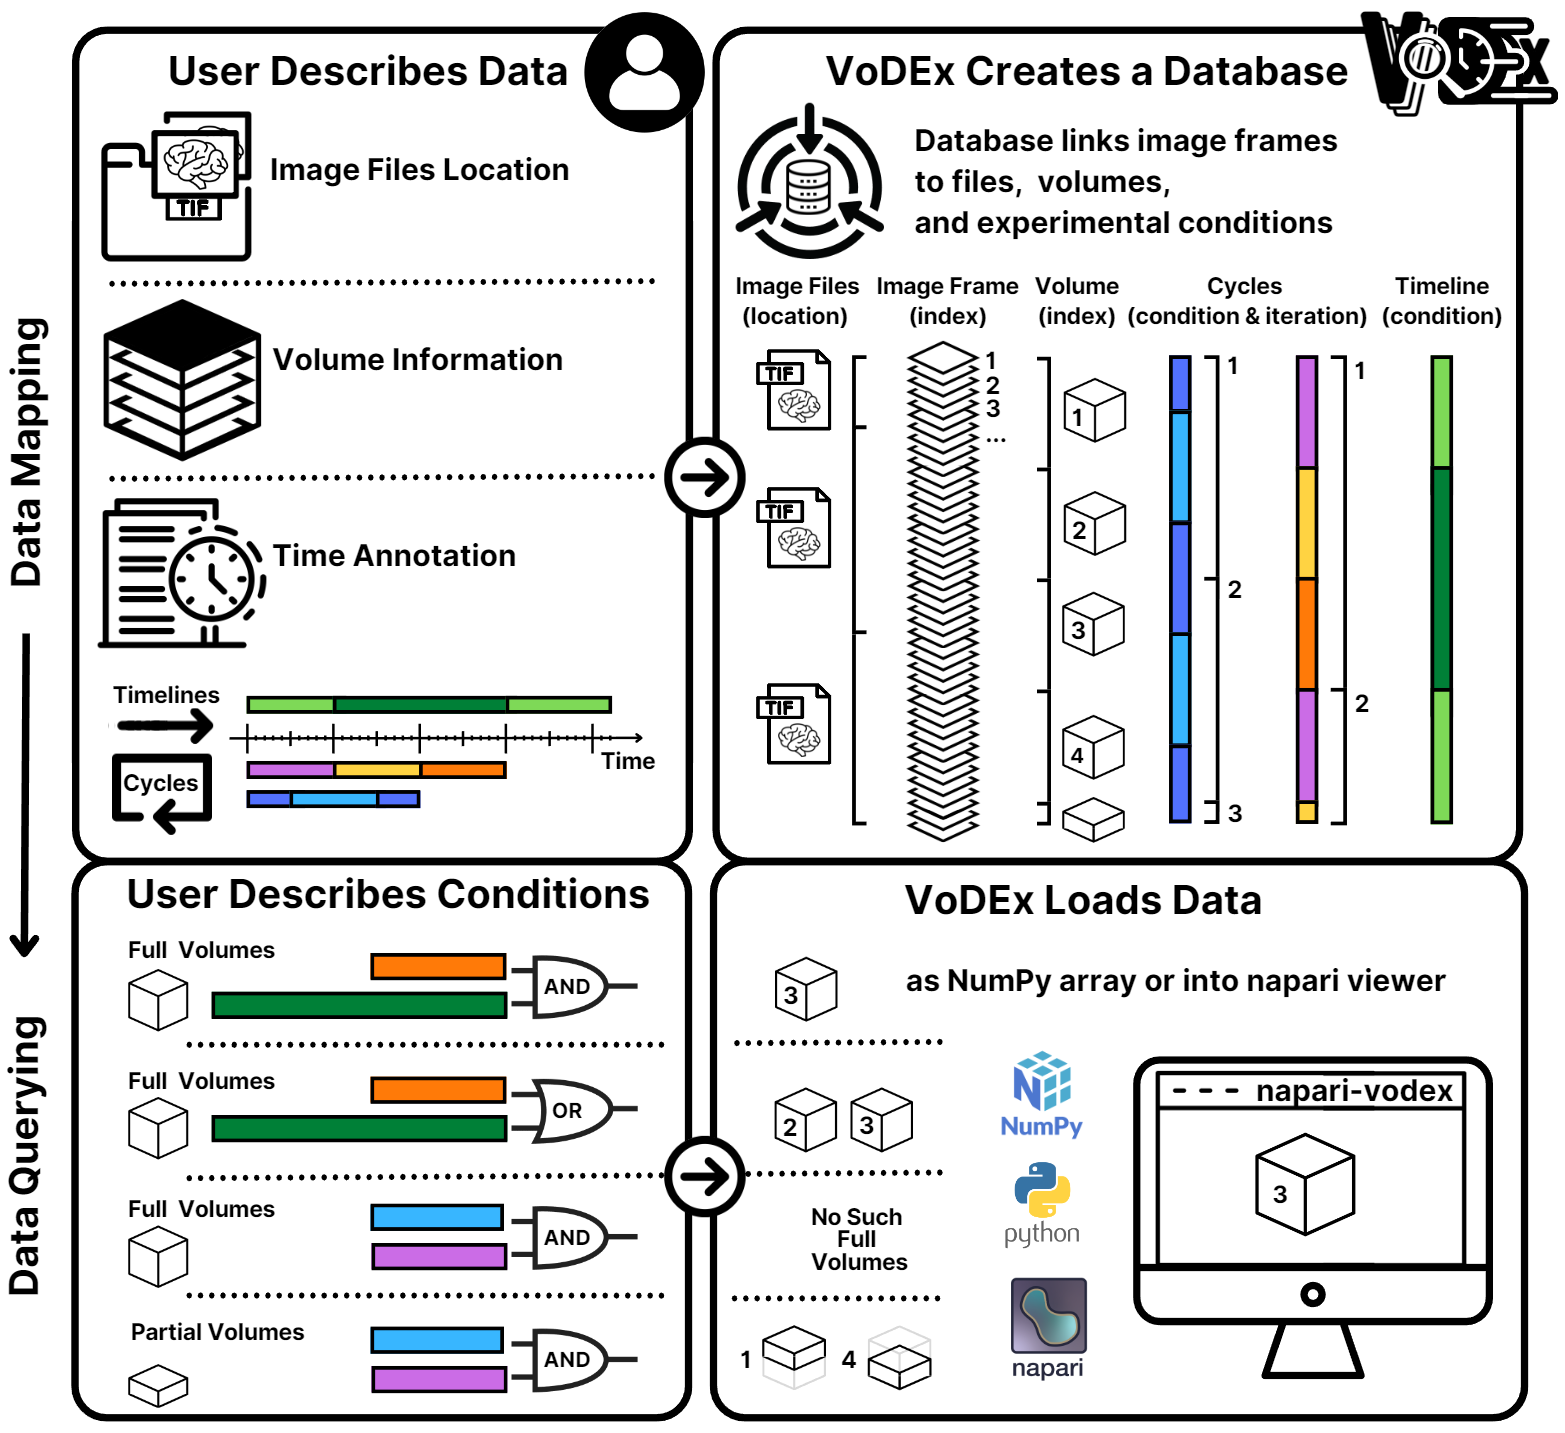 User Describes Data
TIF
Image Files Location
Volume Information
Time Annotation
Timelines
Time
Cycles
VoDEx Creates a Database
VoDEx
Database links image frames
to files, volumes,
and experimental conditions
Image Files
(location)
Image Frame
(index)
Volume
(index)
Cycles
(condition & iteration)
Timeline
(condition)
TIF
TIF
TIF
1
2
3
...
1
2
3
4
1
2
3
1
2
Data Mapping
Data Querying
User Describes Conditions
Full Volumes
AND
Full Volumes
OR
Full Volumes
AND
Partial Volumes
AND
VoDEx Loads Data
as NumPy array or into napari viewer
3
2
3
No Such
Full
Volumes
1
4
NumPy
python
napari
--- napari-vodex
3